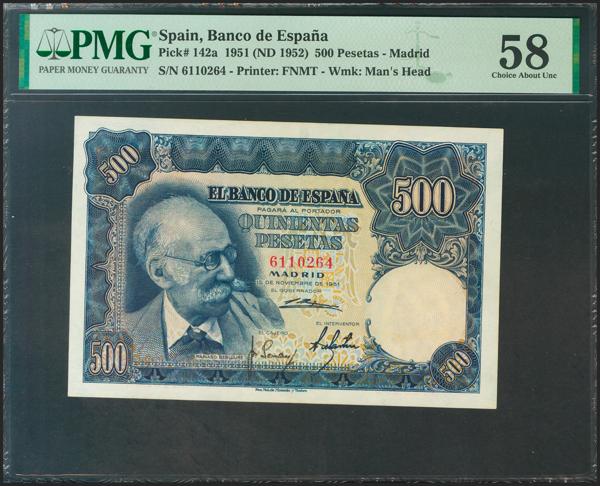 PMG
PAPER MONEY GUARANTY
Spain, Banco de España
Pick# 142a 1951 (ND 1952) 500 Pesetas - Madrid
S/N 6110264 - Printer: FNMT - Wmk: Man's Head
58
Choice About Unc
500
EL BANCO DE ESPAÑA
PAGARÁ AL PORTADOR
QUINIENTAS
PESETAS
500
6110264
MADRID
15 DE NOVIEMBRE DE 1951
EL GOBERNADOR
EL CAJERO
EL INTERVENTOR
MARIANO BENLLIURE
500
500